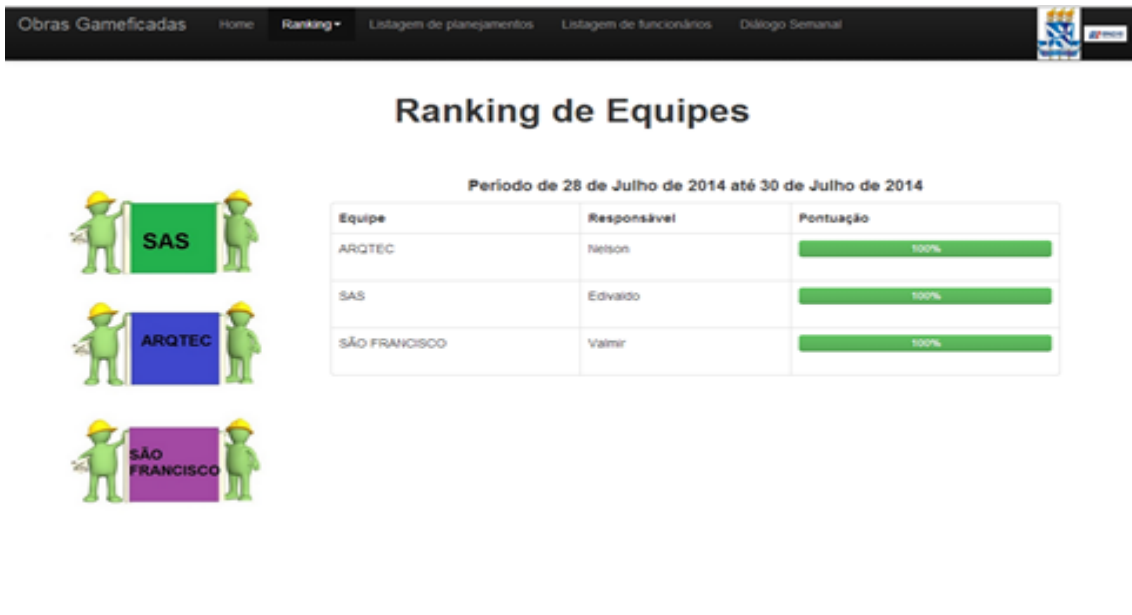 Obras Gameficadas Home Ranking Listagem de planejamentos Listagem de funcionários Diálogo Semanal
Ranking de Equipes
Período de 28 de Julho de 2014 até 30 de Julho de 2014
Equipe Responsável Pontuação
ARQTEC Nelson 100%
SAS Edivaldo 100%
SÃO FRANCISCO Valmir 100%
SAS
ARQTEC
SÃO
FRANCISCO